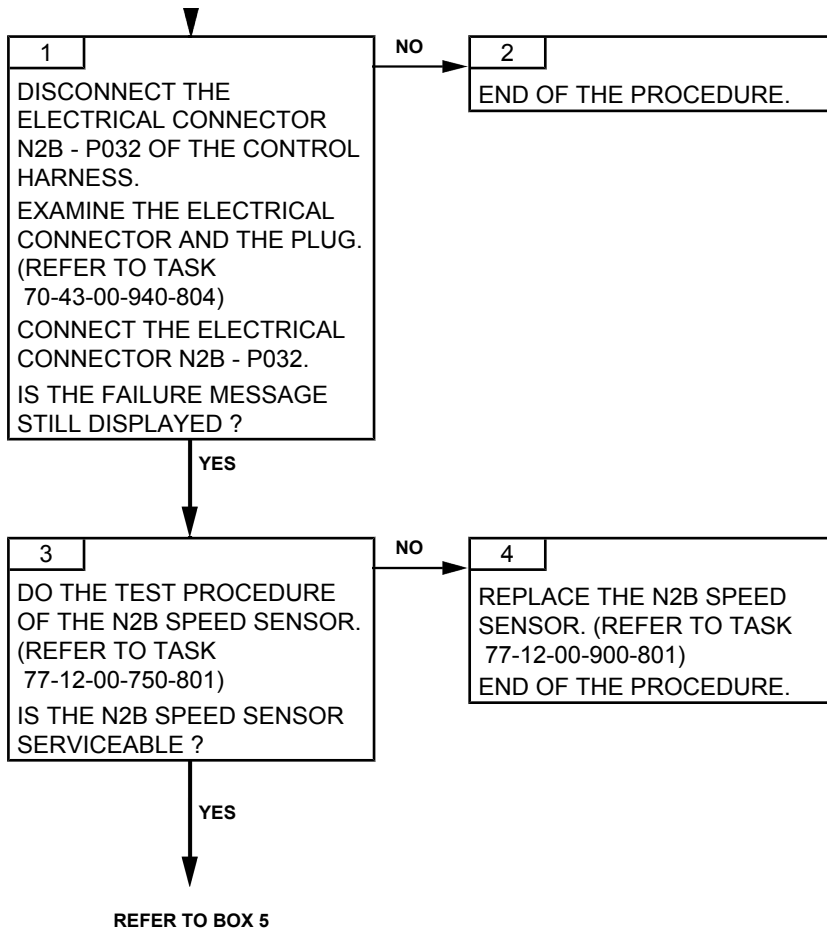 1
DISCONNECT THE
ELECTRICAL CONNECTOR
N2B - P032 OF THE CONTROL
HARNESS.
EXAMINE THE ELECTRICAL
CONNECTOR AND THE PLUG.
(REFER TO TASK
70-43-00-940-804)
CONNECT THE ELECTRICAL
CONNECTOR N2B - P032.
IS THE FAILURE MESSAGE
STILL DISPLAYED ?
NO
2
END OF THE PROCEDURE.
YES
3
DO THE TEST PROCEDURE
OF THE N2B SPEED SENSOR.
(REFER TO TASK
77-12-00-750-801)
IS THE N2B SPEED SENSOR
SERVICEABLE ?
NO
4
REPLACE THE N2B SPEED
SENSOR. (REFER TO TASK
77-12-00-900-801)
END OF THE PROCEDURE.
YES
REFER TO BOX 5